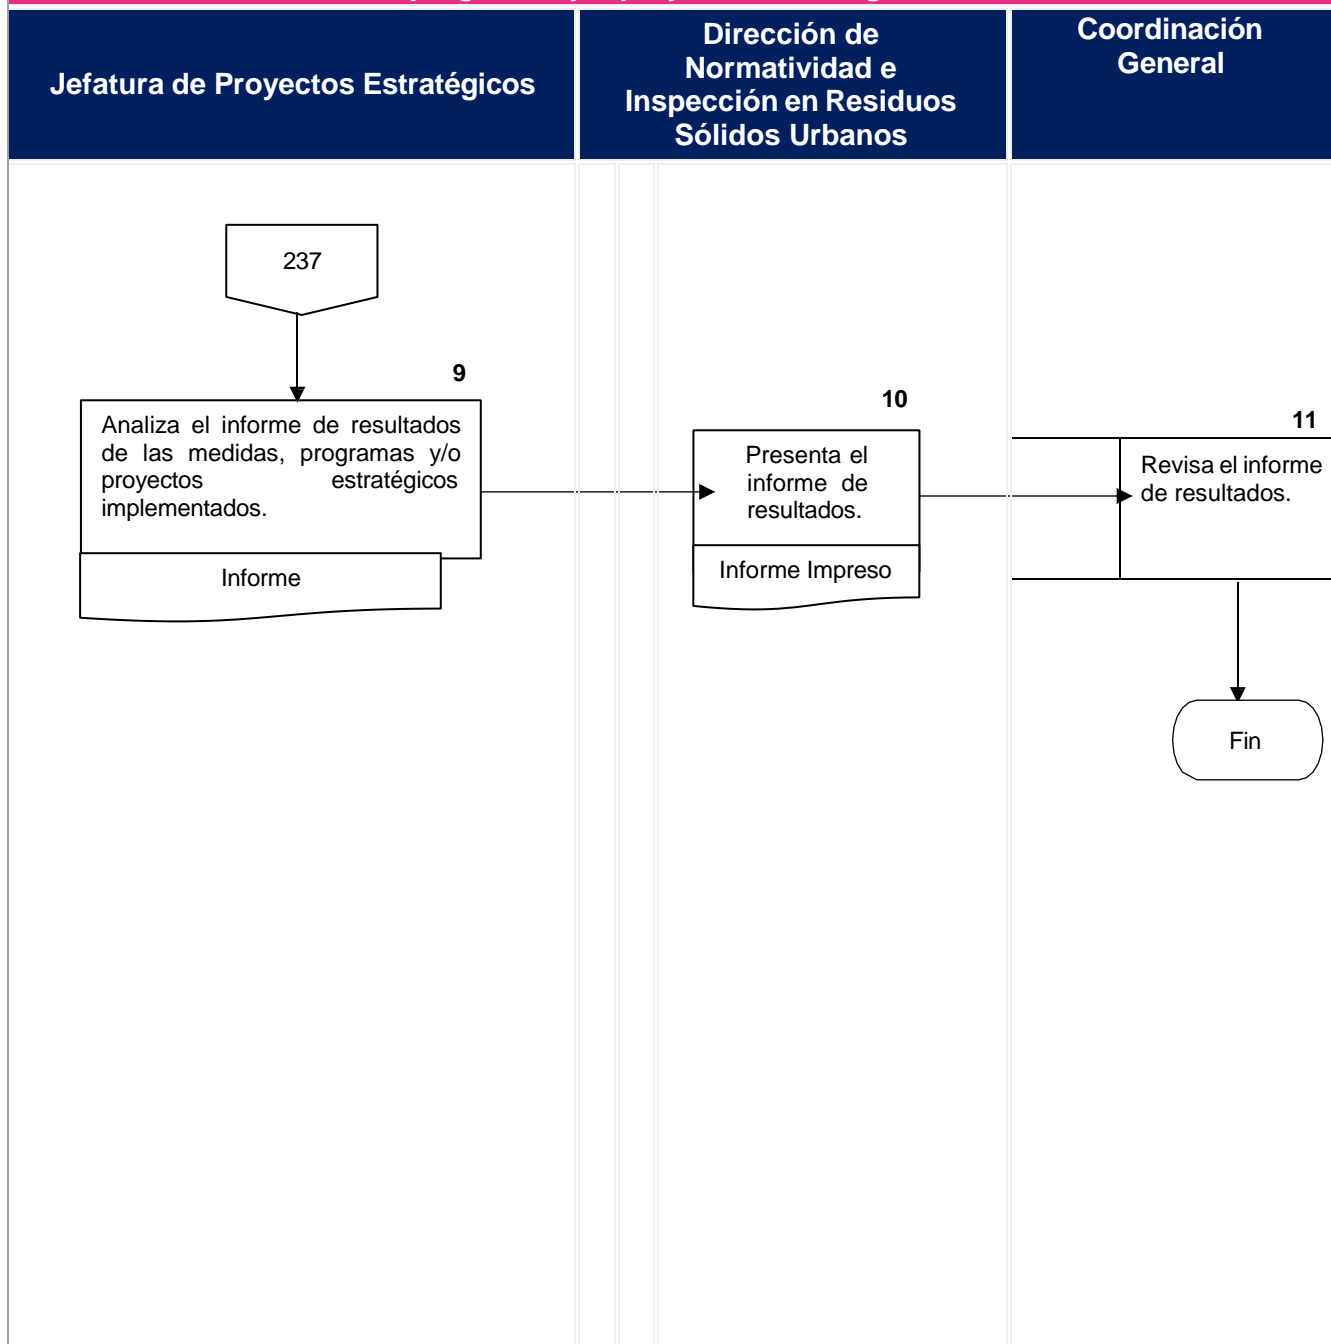 Jefatura de Proyectos Estratégicos
Dirección de
Normatividad e
Inspección en Residuos
Sólidos Urbanos
Coordinación
General
237
9
Analiza el informe de resultados
de las medidas, programas y/o
proyectos estratégicos
implementados.
Informe
10
Presenta el
informe de
resultados.
Informe Impreso
11
Revisa el informe
de resultados.
Fin